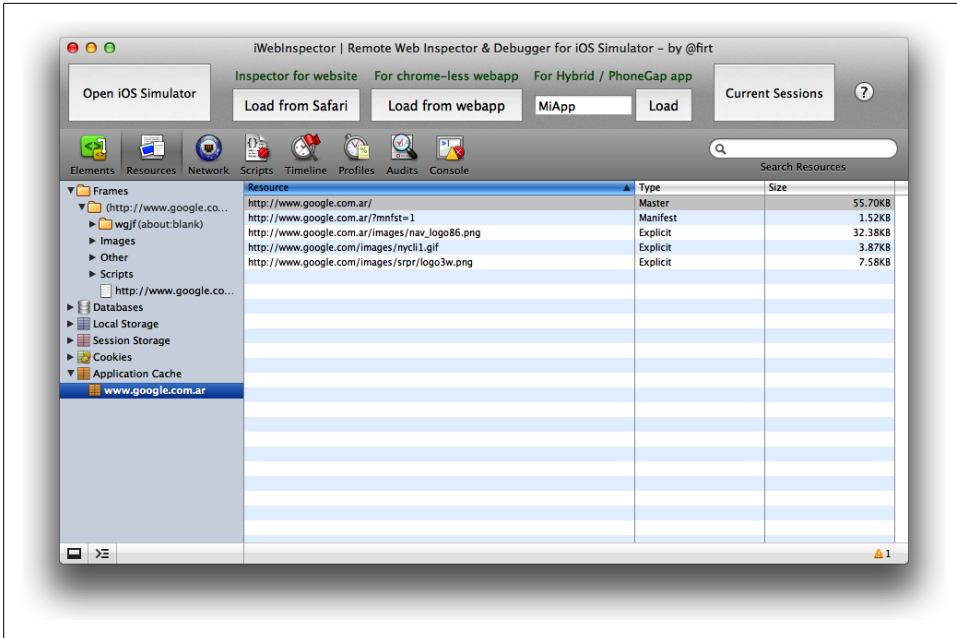 iWebInspector | Remote Web Inspector & Debugger for iOS Simulator – by @firt
Open iOS Simulator
Inspector for website
Load from Safari
For chrome-less webapp
Load from webapp
For Hybrid / PhoneGap app
MiApp
Load
Current Sessions
?
Elements Resources Network Scripts Timeline Profiles Audits Console
Search Resources
Frames
(http://www.google.co...
wgjf (about:blank)
Images
Other
Scripts
http://www.google.co...
Databases
Local Storage
Session Storage
Cookies
Application Cache
www.google.com.ar
Resource Type Size
http://www.google.com.ar/ Master 55.70KB
http://www.google.com.ar/?mnfst=1 Manifest 1.52KB
http://www.google.com.ar/images/nav_logo86.png Explicit 32.38KB
http://www.google.com/images/nycli1.gif Explicit 3.87KB
http://www.google.com/images/srpr/logo3w.png Explicit 7.58KB
1